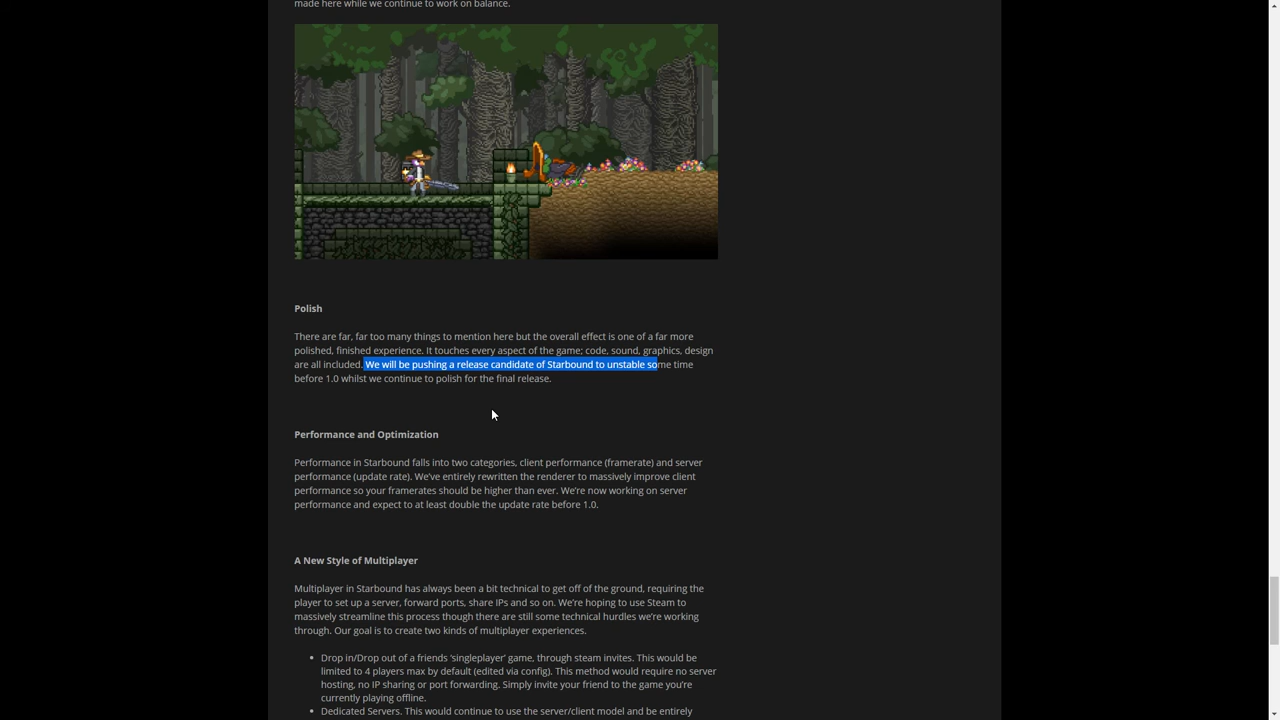 made here while we continue to work on balance.
Polish
There are far, far too many things to mention here but the overall effect is one of a far more
polished, finished experience. It touches every aspect of the game; code, sound, graphics, design
are all included. We will be pushing a release candidate of Starbound to unstable some time
before 1.0 whilst we continue to polish for the final release.
Performance and Optimization
Performance in Starbound falls into two categories, client performance (framerate) and server
performance (update rate). We’ve entirely rewritten the renderer to massively improve client
performance so your framerates should be higher than ever. We’re now working on server
performance and expect to at least double the update rate before 1.0.
A New Style of Multiplayer
Multiplayer in Starbound has always been a bit technical to get off of the ground, requiring the
player to set up a server, forward ports, share IPs and so on. We’re hoping to use Steam to
massively streamline this process though there are still some technical hurdles we’re working
through. Our goal is to create two kinds of multiplayer experiences.
Drop in/Drop out of a friends ‘singleplayer’ game, through steam invites. This would be
limited to 4 players max by default (edited via config). This method would require no server
hosting, no IP sharing or port forwarding. Simply invite your friend to the game you’re
currently playing offline.
Dedicated Servers. This would continue to use the server/client model and be entirely